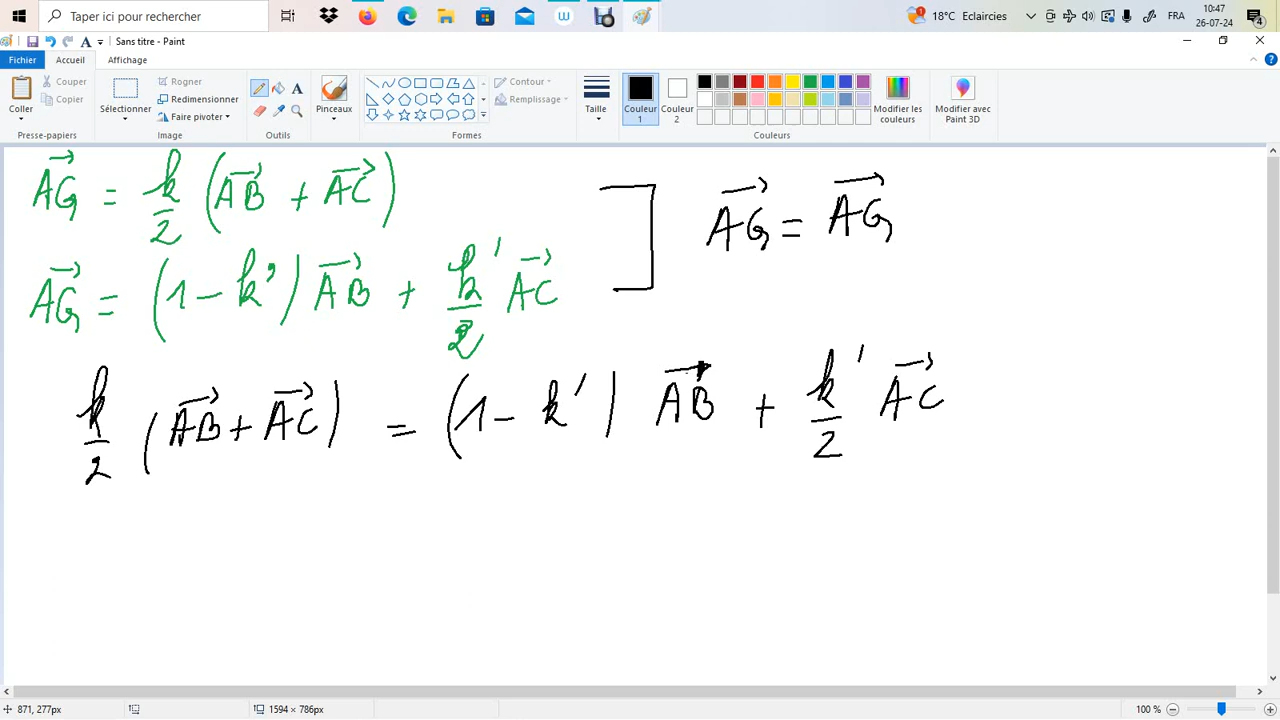 Taper ici pour rechercher
18°C Eclaircies
FRA
10:47
26-07-24
4
Sans titre - Paint
Fichier
Accueil
Affichage
Coller
Couper
Copier
Presse-papiers
Sélectionner
Rogner
Redimensionner
Faire pivoter
Image
A
Outils
Pinceaux
Contour
Remplissage
Formes
Taille
Couleur 1
Couleur 2
Modifier les couleurs
Couleurs
Modifier avec Paint 3D
AG⃗ = k/2 (AB⃗ + AC⃗)
AG⃗ = (1 - k') AB⃗ + k'/2 AC⃗
AG⃗ = AG⃗
k/2 (AB⃗ + AC⃗) = (1 - k') AB⃗ + k'/2 AC⃗
871, 277px
1594 × 786px
100 %